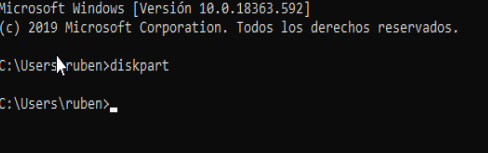 Microsoft Windows [Versión 10.0.18363.592]
(c) 2019 Microsoft Corporation. Todos los derechos reservados.
C:\Users\ruben>diskpart
C:\Users\ruben>